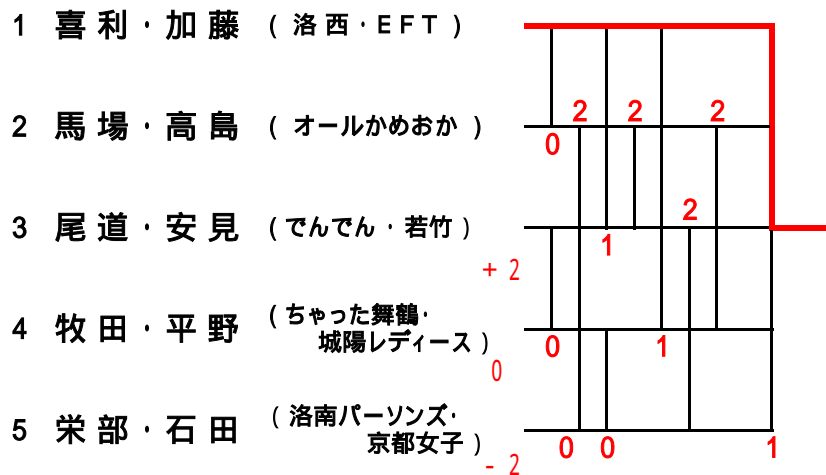 1 喜利・加藤 (洛西・EFT)
2 2 2
2 馬場・高島 (オールかめおか)
0
2
3 尾道・安見 (でんでん・若竹)
1
+2
4 牧田・平野 (ちゃった舞鶴・
城陽レディース)
0 1
0
5 栄部・石田 (洛南パーソンズ・
京都女子)
0 0 1
-2